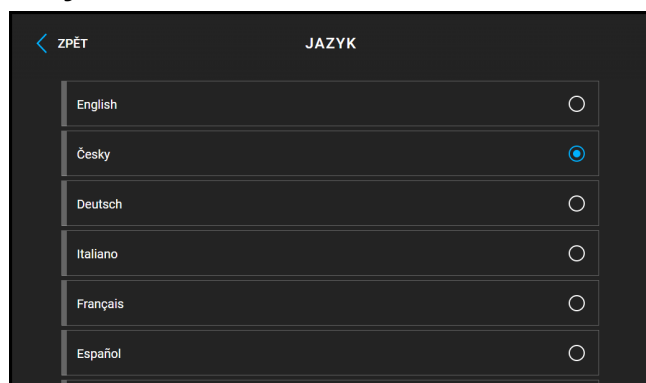 ZPĚT JAZYK
English
Česky
Deutsch
Italiano
Français
Español